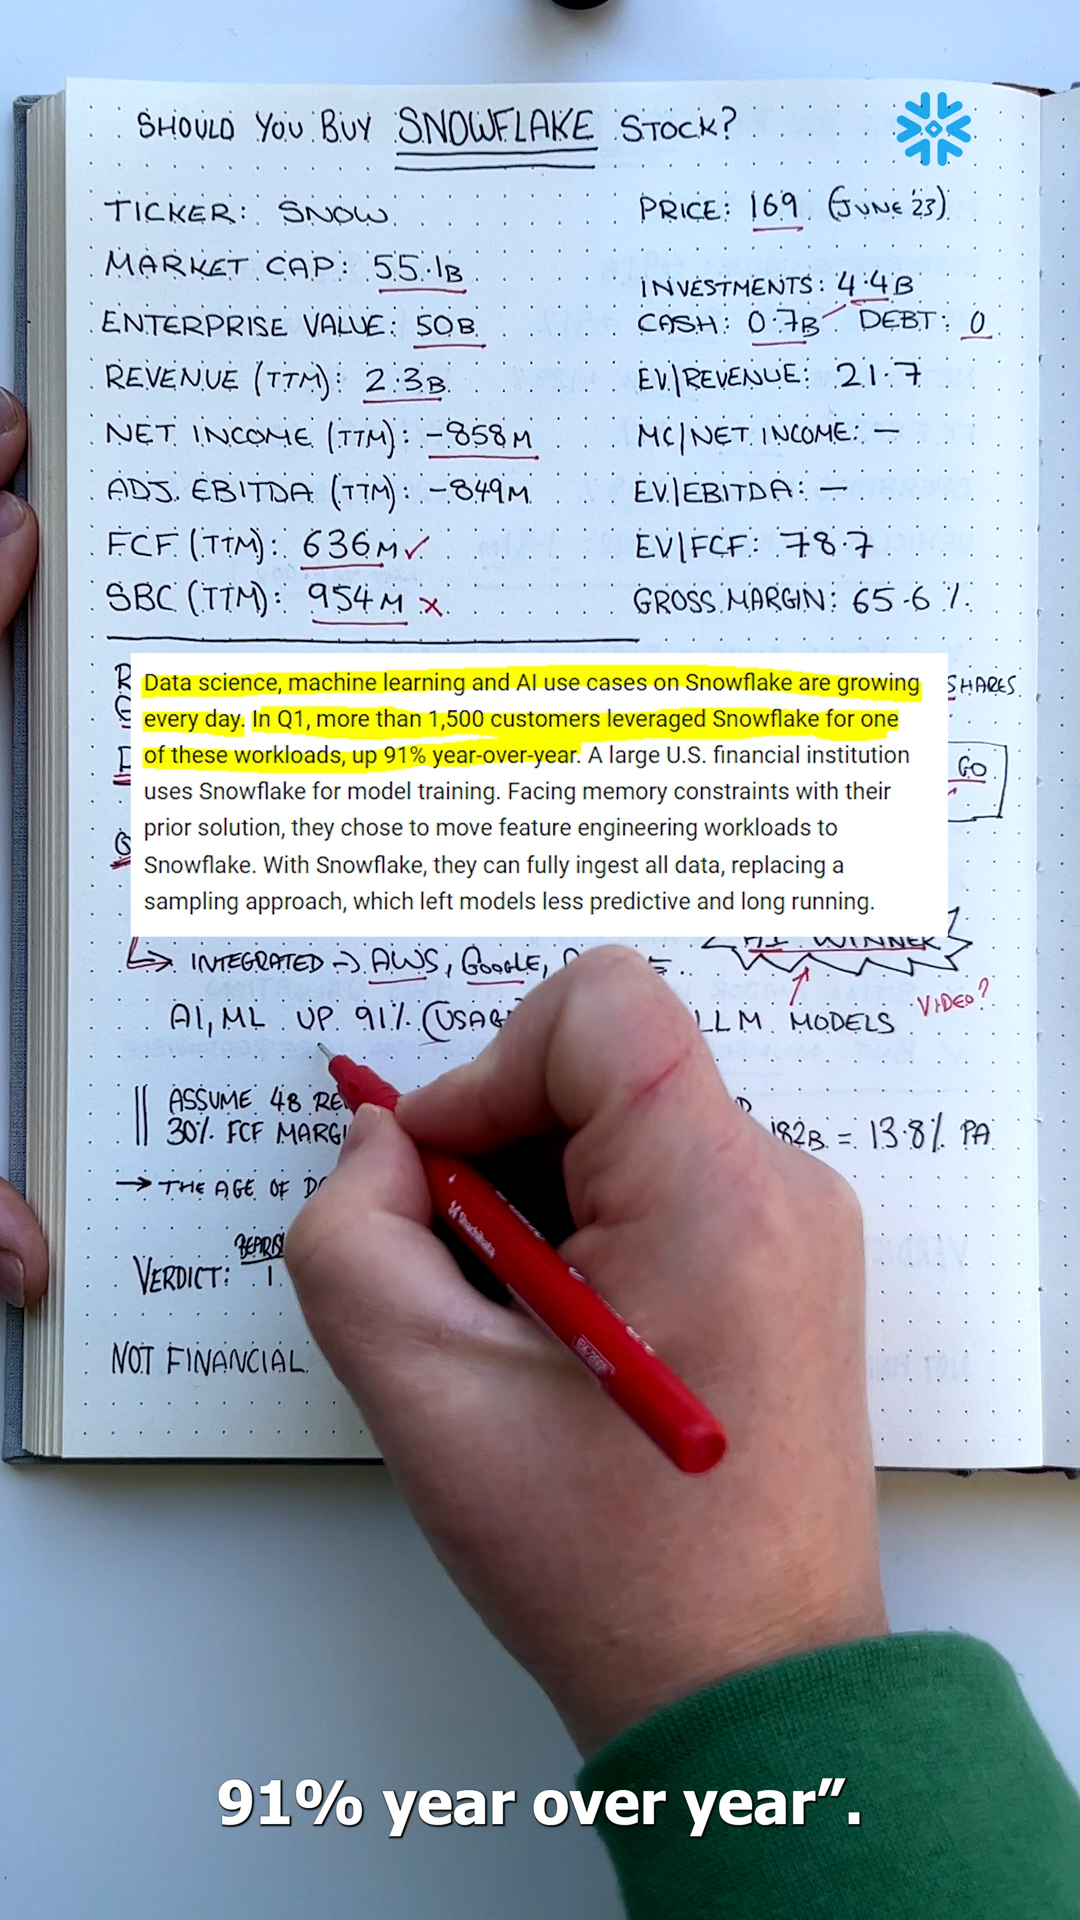 SHOULD YOU BUY SNOWFLAKE STOCK?
TICKER: SNOW
PRICE: 169 (JUNE '23)
MARKET CAP: 55.1B
INVESTMENTS: 4.4B
ENTERPRISE VALUE: 50B
CASH: 0.7B DEBT: 0
REVENUE (TTM): 2.3B
EV/REVENUE: 21.7
NET INCOME (TTM): -858M
MC/NET INCOME: —
ADJ. EBITDA (TTM): -849M
EV/EBITDA: -
FCF (TTM): 636M ✓
EV/FCF: 78.7
SBC (TTM): 954M x
GROSS MARGIN: 65.6%
SHARES
Data science, machine learning and AI use cases on Snowflake are growing
every day. In Q1, more than 1,500 customers leveraged Snowflake for one
of these workloads, up 91% year-over-year. A large U.S. financial institution
uses Snowflake for model training. Facing memory constraints with their
prior solution, they chose to move feature engineering workloads to
Snowflake. With Snowflake, they can fully ingest all data, replacing a
sampling approach, which left models less predictive and long running.
GO
AI WINNER
INTEGRATED → AWS, GOOGLE,
VIDEO?
AI, ML UP 91% (USAG
LLM MODELS
ASSUME 4B RE
30% FCF MARGI
182B = 13.8% PA
→ THE AGE OF
BEARIS
VERDICT: 1
NOT FINANCIAL
91% year over year”.